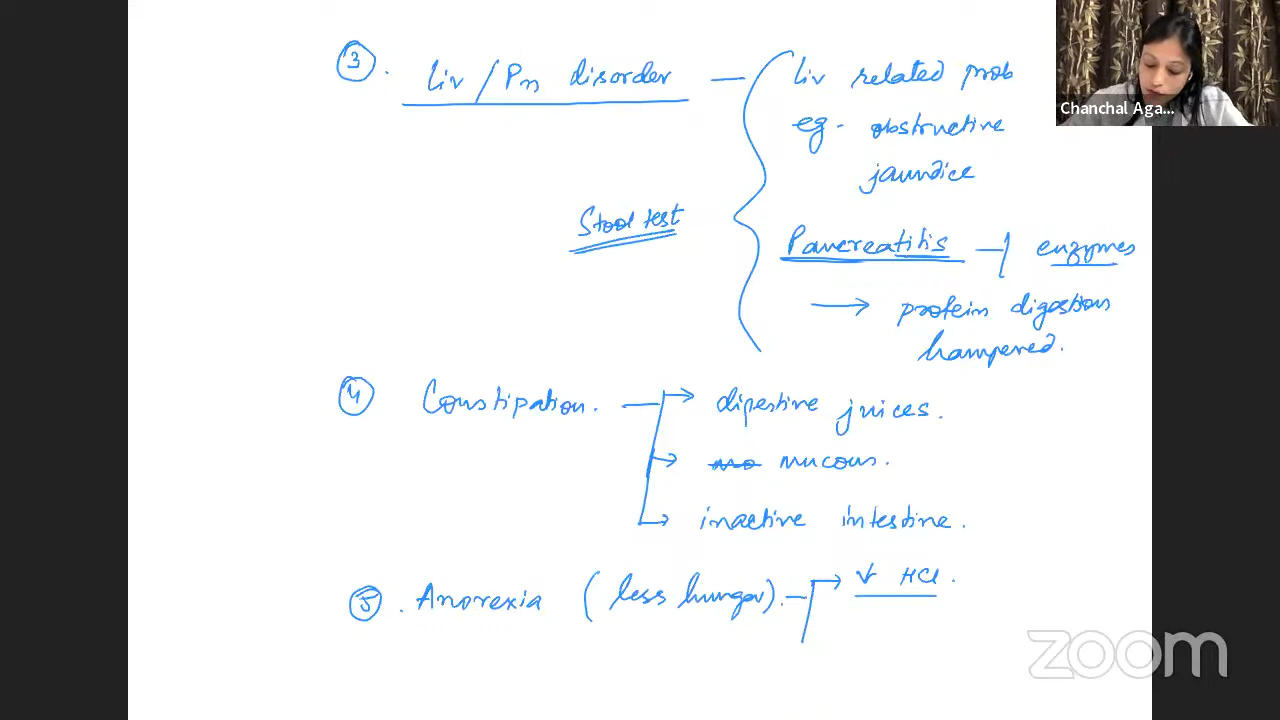 ③. Liv / Pn disorder — Liv related prob
eg - obstructive
jaundice
Stool test
Pancreatitis — enzymes
→ protein digestion
hampered.
④ Constipation. → digestive juices.
→ mucous.
→ inactive intestine.
⑤. Anorexia (less hunger). → ↓ HCl.
Chanchal Aga...
zoom